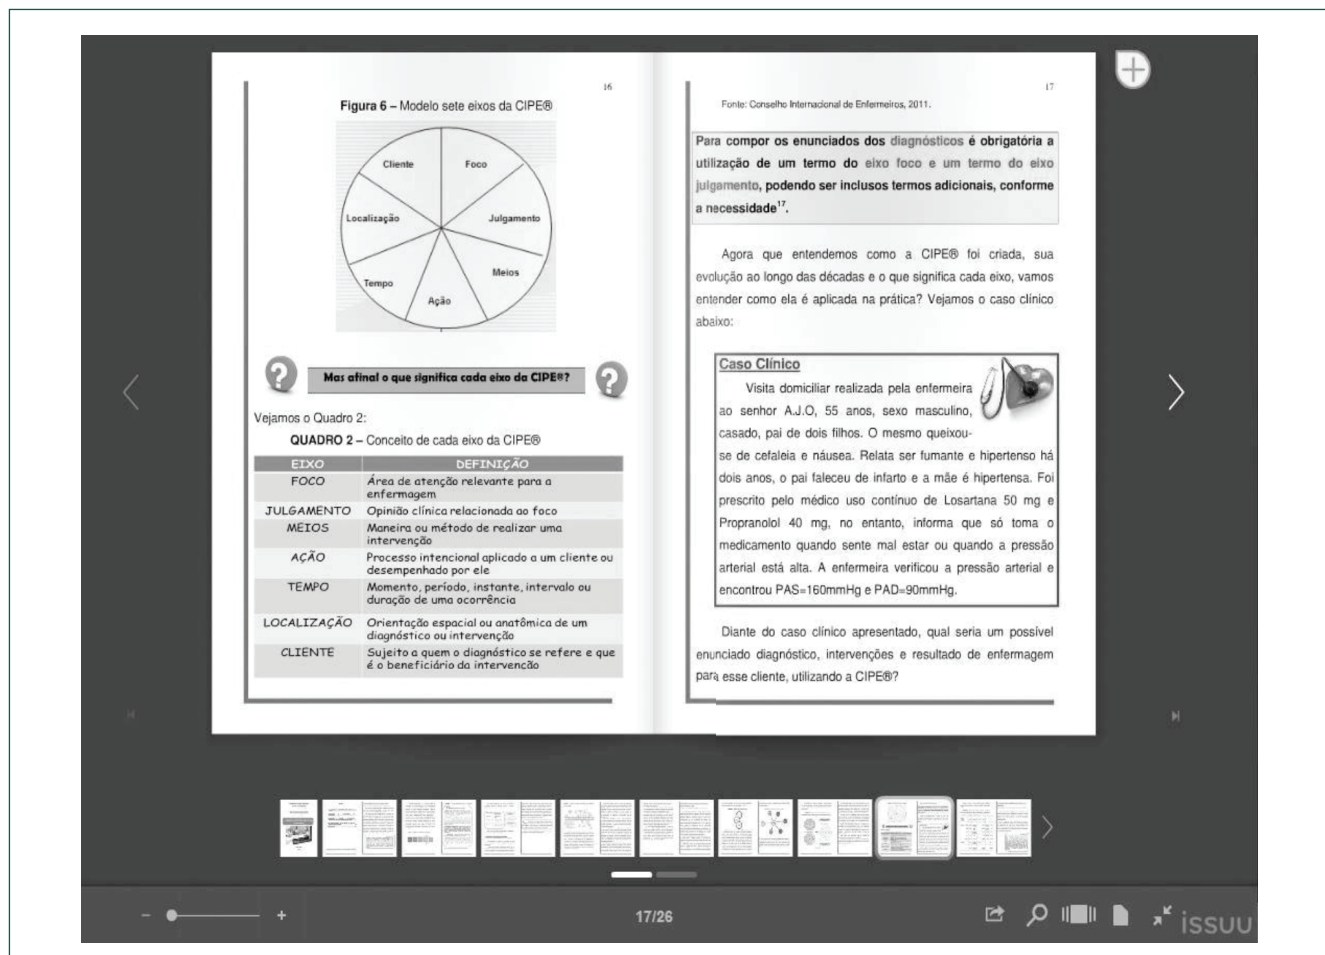 16
Figura 6 – Modelo sete eixos da CIPE®
Cliente
Foco
Localização
Julgamento
Tempo
Meios
Ação
Mas afinal o que significa cada eixo da CIPE®?
Vejamos o Quadro 2:
QUADRO 2 – Conceito de cada eixo da CIPE®
EIXO DEFINIÇÃO
FOCO Área de atenção relevante para a
enfermagem
JULGAMENTO Opinião clínica relacionada ao foco
MEIOS Maneira ou método de realizar uma
intervenção
AÇÃO Processo intencional aplicado a um cliente ou
desempenhado por ele
TEMPO Momento, período, instante, intervalo ou
duração de uma ocorrência
LOCALIZAÇÃO Orientação espacial ou anatômica de um
diagnóstico ou intervenção
CLIENTE Sujeito a quem o diagnóstico se refere e que
é o beneficiário da intervenção
17
Fonte: Conselho Internacional de Enfermeiros, 2011.
Para compor os enunciados dos diagnósticos é obrigatória a
utilização de um termo do eixo foco e um termo do eixo
julgamento, podendo ser inclusos termos adicionais, conforme
a necessidade¹⁷.
Agora que entendemos como a CIPE® foi criada, sua
evolução ao longo das décadas e o que significa cada eixo, vamos
entender como ela é aplicada na prática? Vejamos o caso clínico
abaixo:
Caso Clínico
Visita domiciliar realizada pela enfermeira
ao senhor A.J.O, 55 anos, sexo masculino,
casado, pai de dois filhos. O mesmo queixou-
se de cefaleia e náusea. Relata ser fumante e hipertenso há
dois anos, o pai faleceu de infarto e a mãe é hipertensa. Foi
prescrito pelo médico uso contínuo de Losartana 50 mg e
Propranolol 40 mg, no entanto, informa que só toma o
medicamento quando sente mal estar ou quando a pressão
arterial está alta. A enfermeira verificou a pressão arterial e
encontrou PAS=160mmHg e PAD=90mmHg.
Diante do caso clínico apresentado, qual seria um possível
enunciado diagnóstico, intervenções e resultado de enfermagem
para esse cliente, utilizando a CIPE®?
17/26
issuu